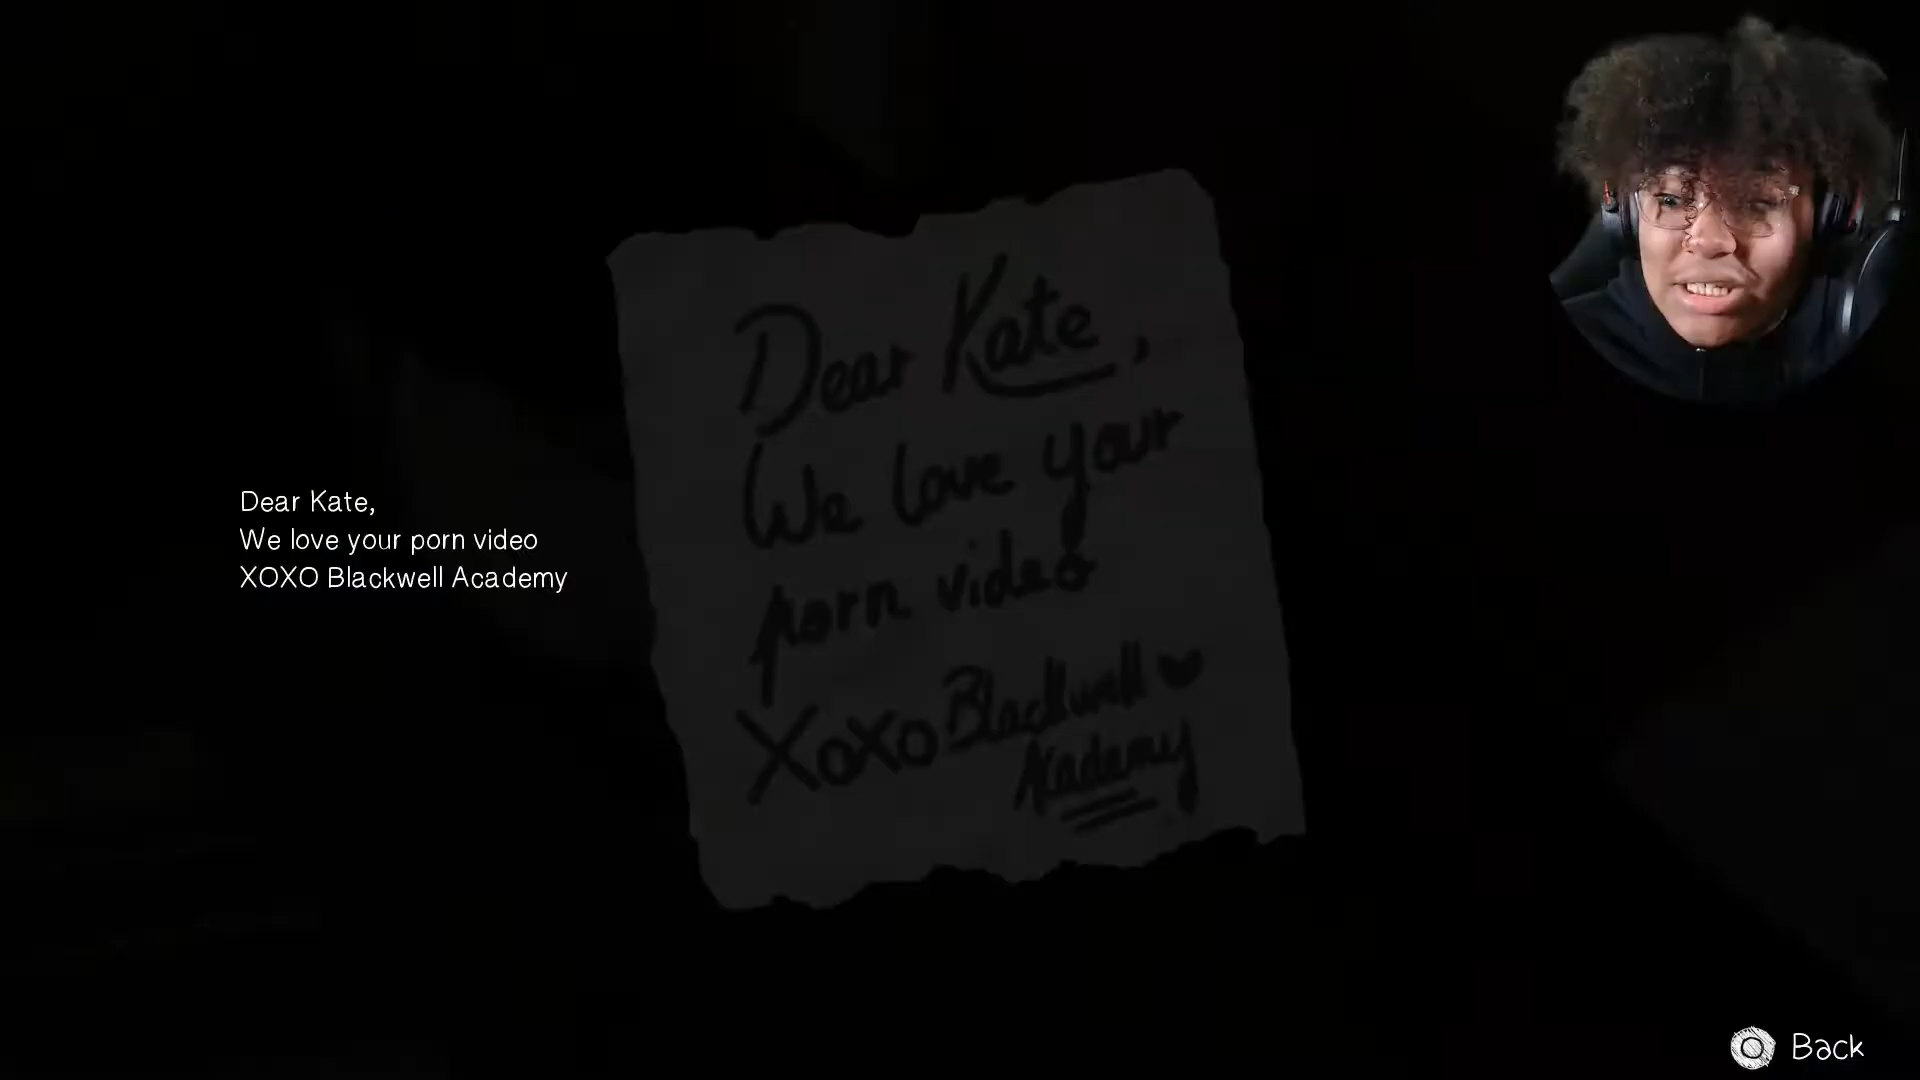 Dear Kate,
We love your porn video
XOXO Blackwell Academy
Dear Kate,
We love your
porn video
XoXo Blackwell
Academy
Back